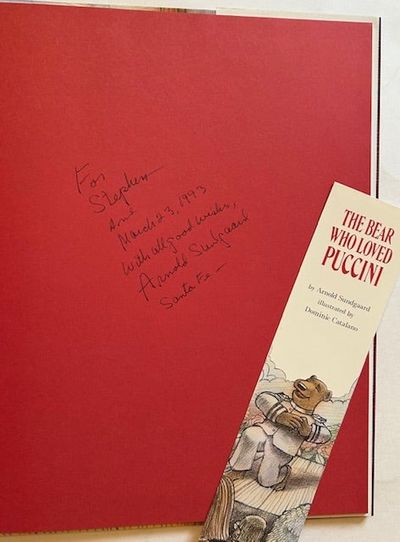 For
Stephen
March 23, 1993
With all good wishes,
Arnold Sundgaard
Santa Fe —
THE BEAR
WHO LOVED
PUCCINI
by Arnold Sundgaard
illustrated by
Dominic Catalano